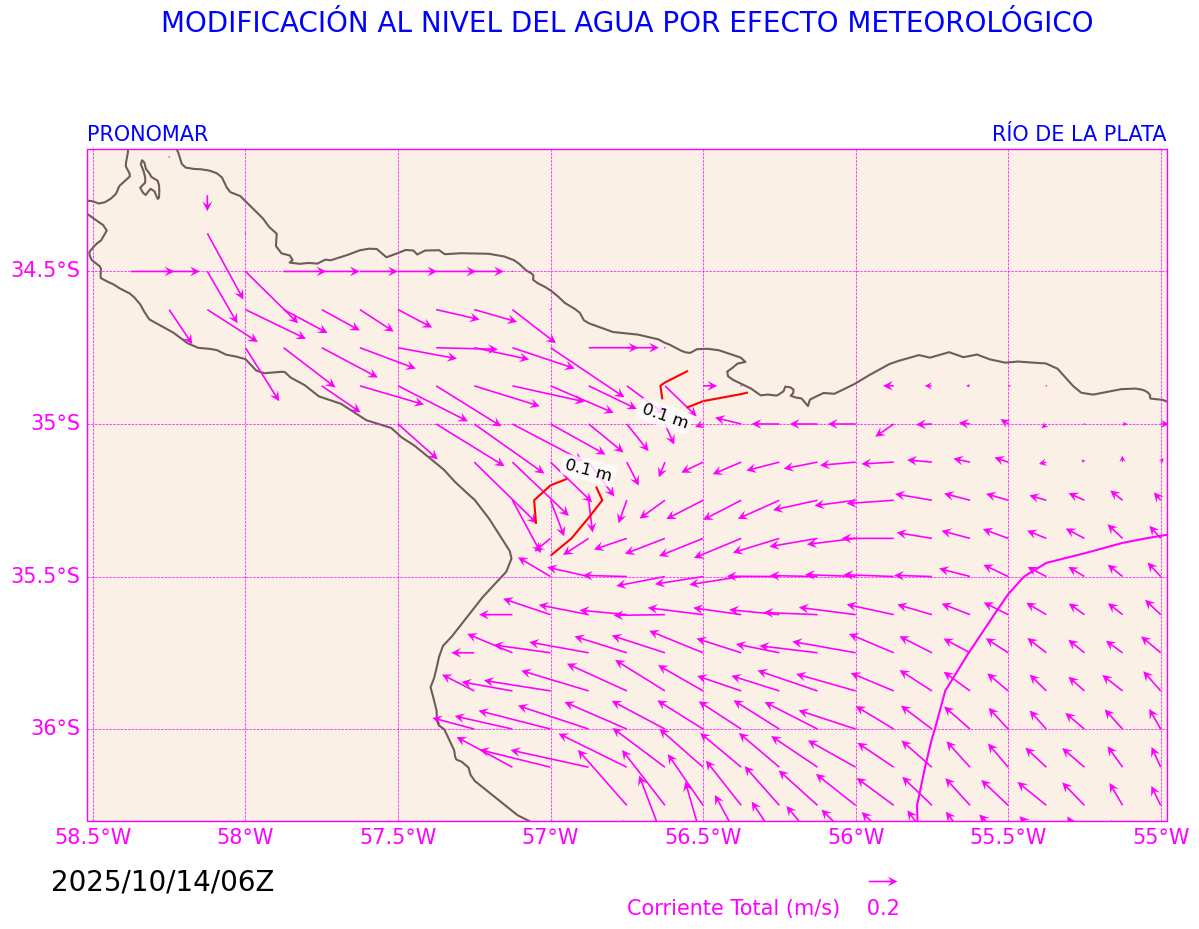 MODIFICACIÓN AL NIVEL DEL AGUA POR EFECTO METEOROLÓGICO
PRONOMAR
RÍO DE LA PLATA
34.5°S
35°S
35.5°S
36°S
0.1 m
0.1 m
58.5°W
58°W
57.5°W
57°W
56.5°W
56°W
55.5°W
55°W
2025/10/14/06Z
Corriente Total (m/s) 0.2